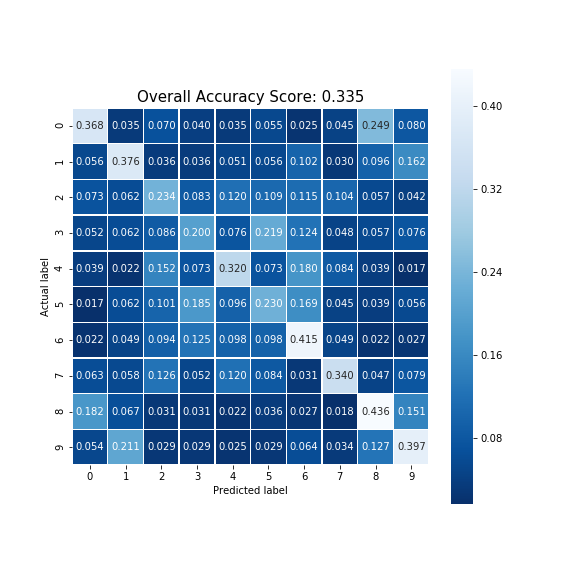 Overall Accuracy Score: 0.335
0 0.368 0.035 0.070 0.040 0.035 0.055 0.025 0.045 0.249 0.080
1 0.056 0.376 0.036 0.036 0.051 0.056 0.102 0.030 0.096 0.162
2 0.073 0.062 0.234 0.083 0.120 0.109 0.115 0.104 0.057 0.042
3 0.052 0.062 0.086 0.200 0.076 0.219 0.124 0.048 0.057 0.076
4 0.039 0.022 0.152 0.073 0.320 0.073 0.180 0.084 0.039 0.017
5 0.017 0.062 0.101 0.185 0.096 0.230 0.169 0.045 0.039 0.056
6 0.022 0.049 0.094 0.125 0.098 0.098 0.415 0.049 0.022 0.027
7 0.063 0.058 0.126 0.052 0.120 0.084 0.031 0.340 0.047 0.079
8 0.182 0.067 0.031 0.031 0.022 0.036 0.027 0.018 0.436 0.151
9 0.054 0.211 0.029 0.029 0.025 0.029 0.064 0.034 0.127 0.397
0 1 2 3 4 5 6 7 8 9
Predicted label
Actual label
0.40
0.32
0.24
0.16
0.08